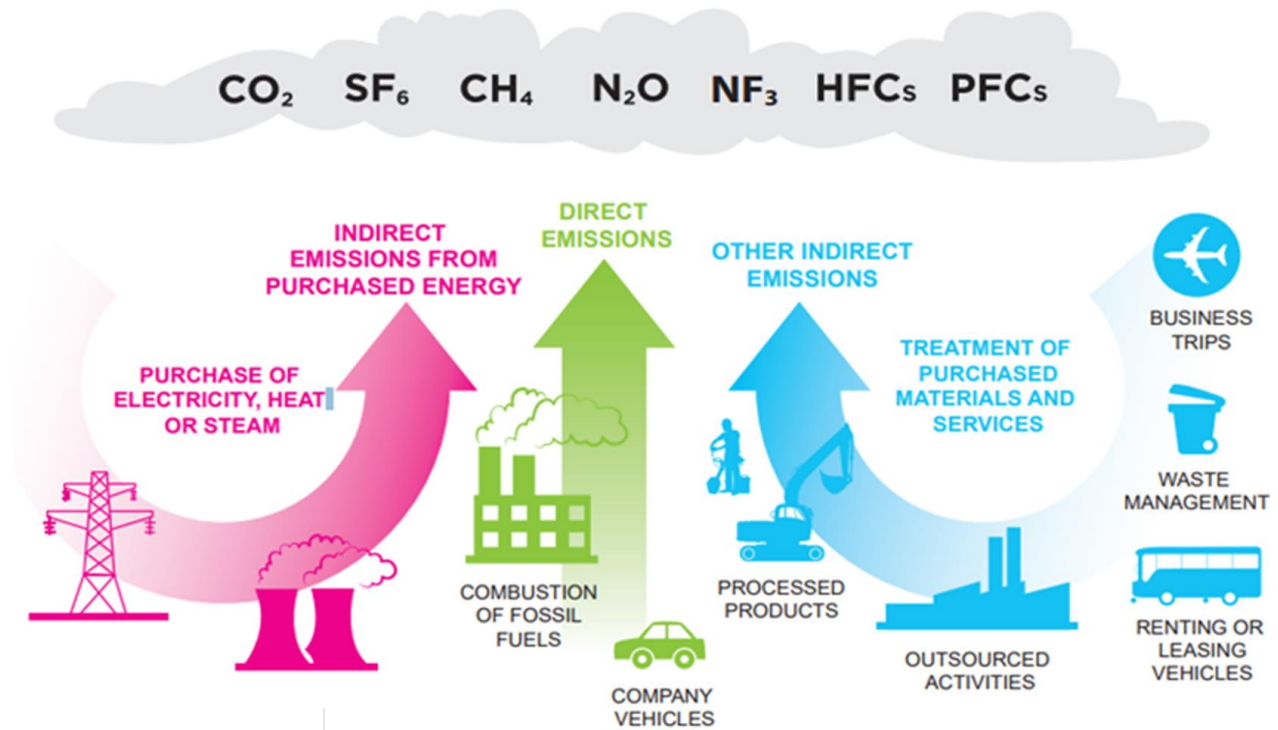 CO₂ SF₆ CH₄ N₂O NF₃ HFCs PFCs
INDIRECT
EMISSIONS FROM
PURCHASED ENERGY
DIRECT
EMISSIONS
OTHER INDIRECT
EMISSIONS
PURCHASE OF
ELECTRICITY, HEAT
OR STEAM
TREATMENT OF
PURCHASED
MATERIALS AND
SERVICES
BUSINESS
TRIPS
WASTE
MANAGEMENT
COMBUSTION
OF FOSSIL
FUELS
COMPANY
VEHICLES
PROCESSED
PRODUCTS
OUTSOURCED
ACTIVITIES
RENTING OR
LEASING
VEHICLES